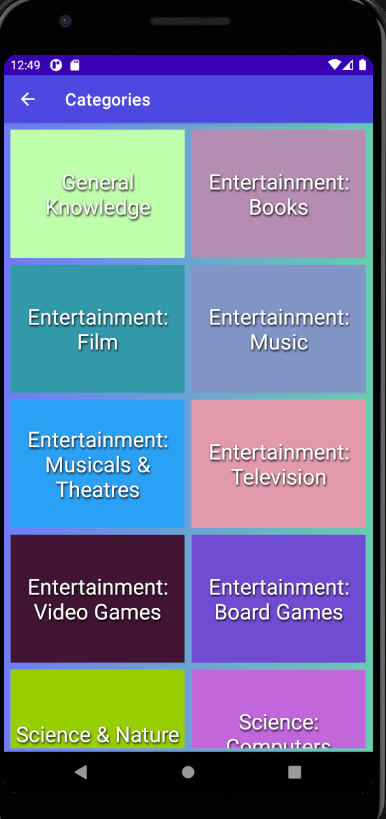 12:49
Categories
General
Knowledge
Entertainment:
Books
Entertainment:
Film
Entertainment:
Music
Entertainment:
Musicals &
Theatres
Entertainment:
Television
Entertainment:
Video Games
Entertainment:
Board Games
Science & Nature
Science:
Computers